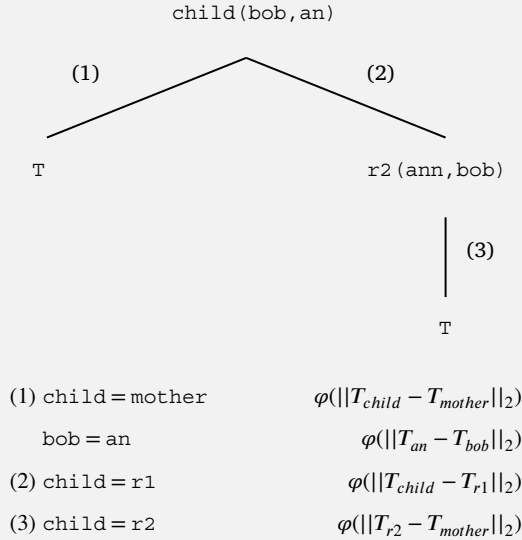 child(bob,an)
(1) (2)
T r2(ann,bob)
(3)
T
(1) child = mother φ(||T_child − T_mother||_2)
bob = an φ(||T_an − T_bob||_2)
(2) child = r1 φ(||T_child − T_r1||_2)
(3) child = r2 φ(||T_r2 − T_mother||_2)